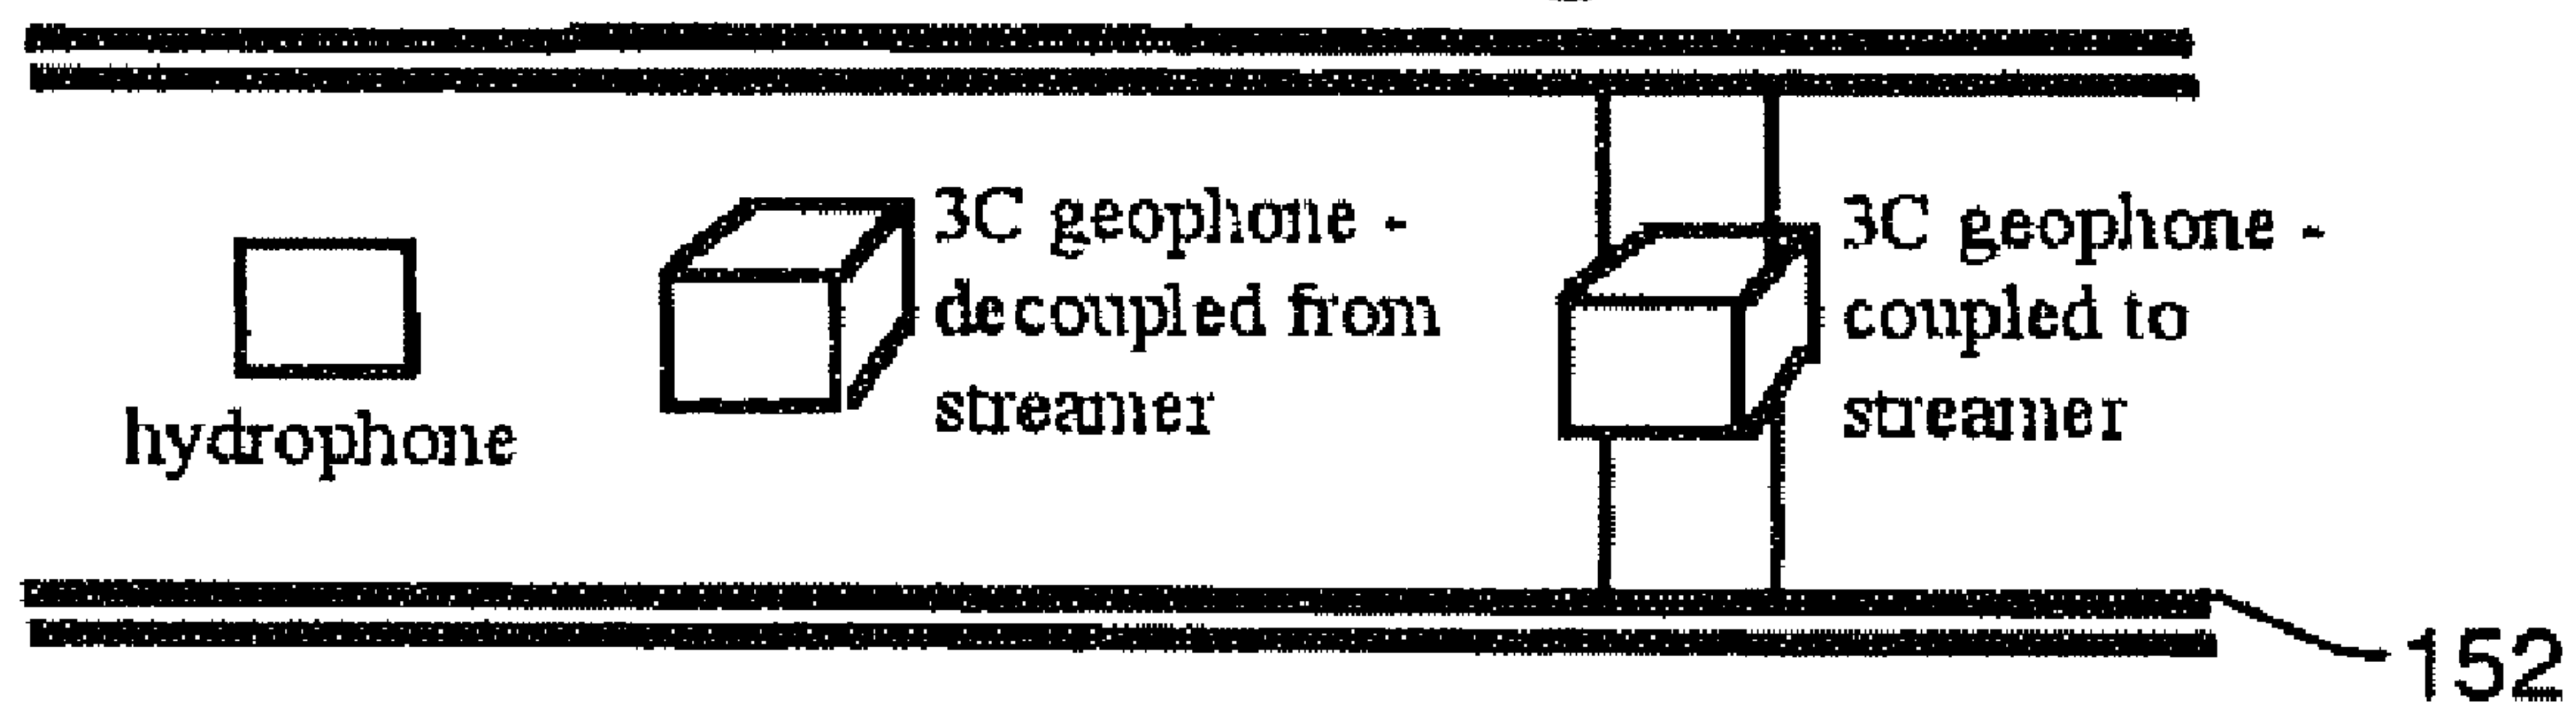 hydrophone
3C geophone -
decoupled from
streamer
3C geophone -
coupled to
streamer
152